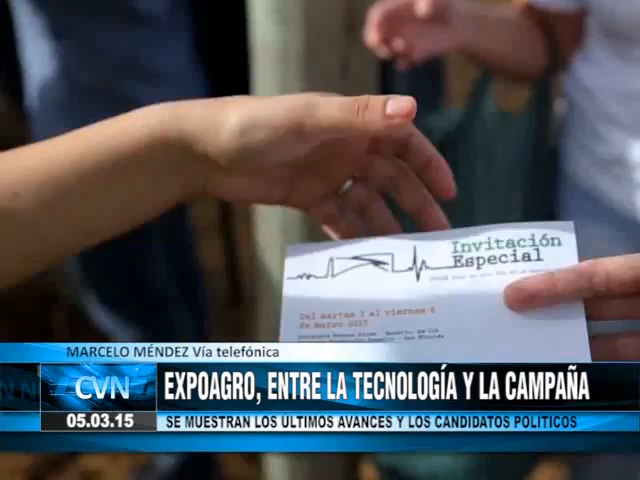 Invitación
Especial
Del martes 3 al viernes 6
de marzo 2015
MARCELO MÉNDEZ Vía telefónica
CVN
EXPOAGRO, ENTRE LA TECNOLOGÍA Y LA CAMPAÑA
05.03.15
SE MUESTRAN LOS ÚLTIMOS AVANCES Y LOS CANDIDATOS POLITICOS